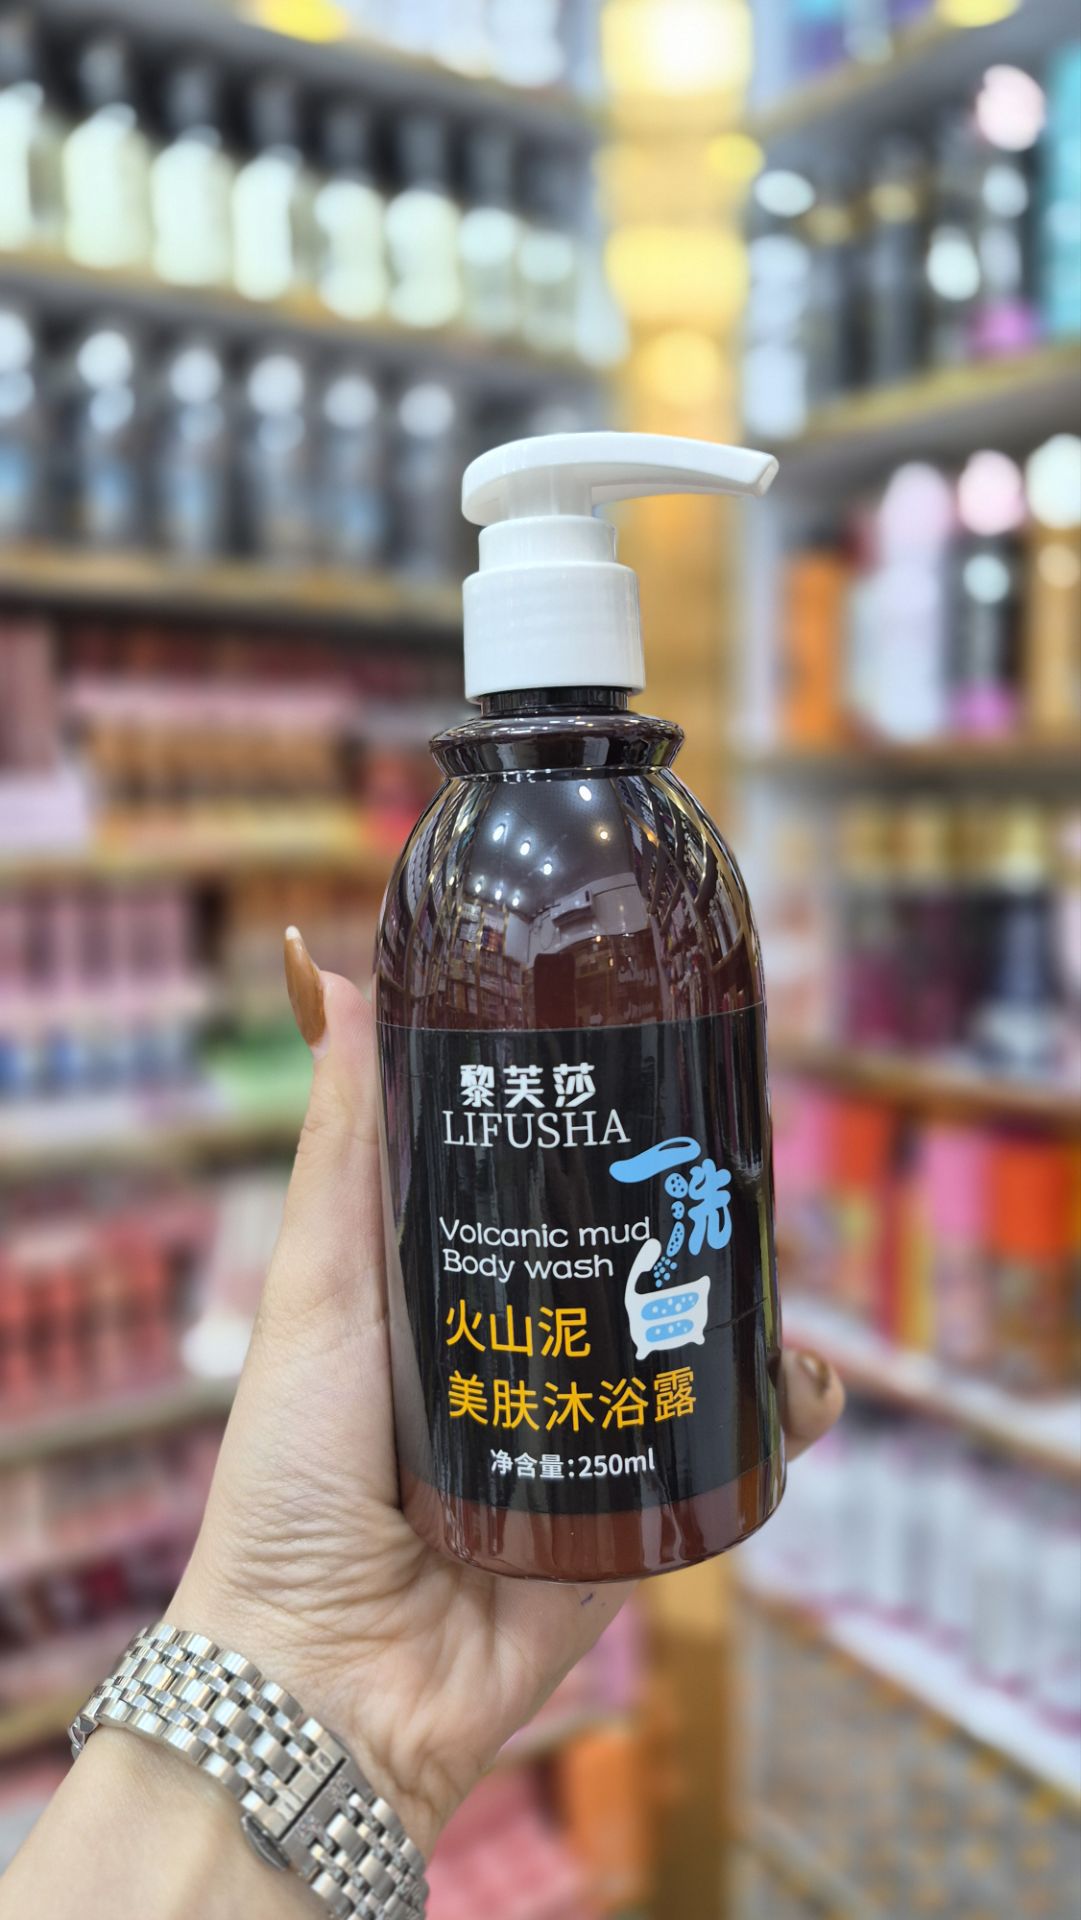 黎芙莎
LIFUSHA
一洗白
Volcanic mud
Body wash
火山泥
美肤沐浴露
净含量:250ml